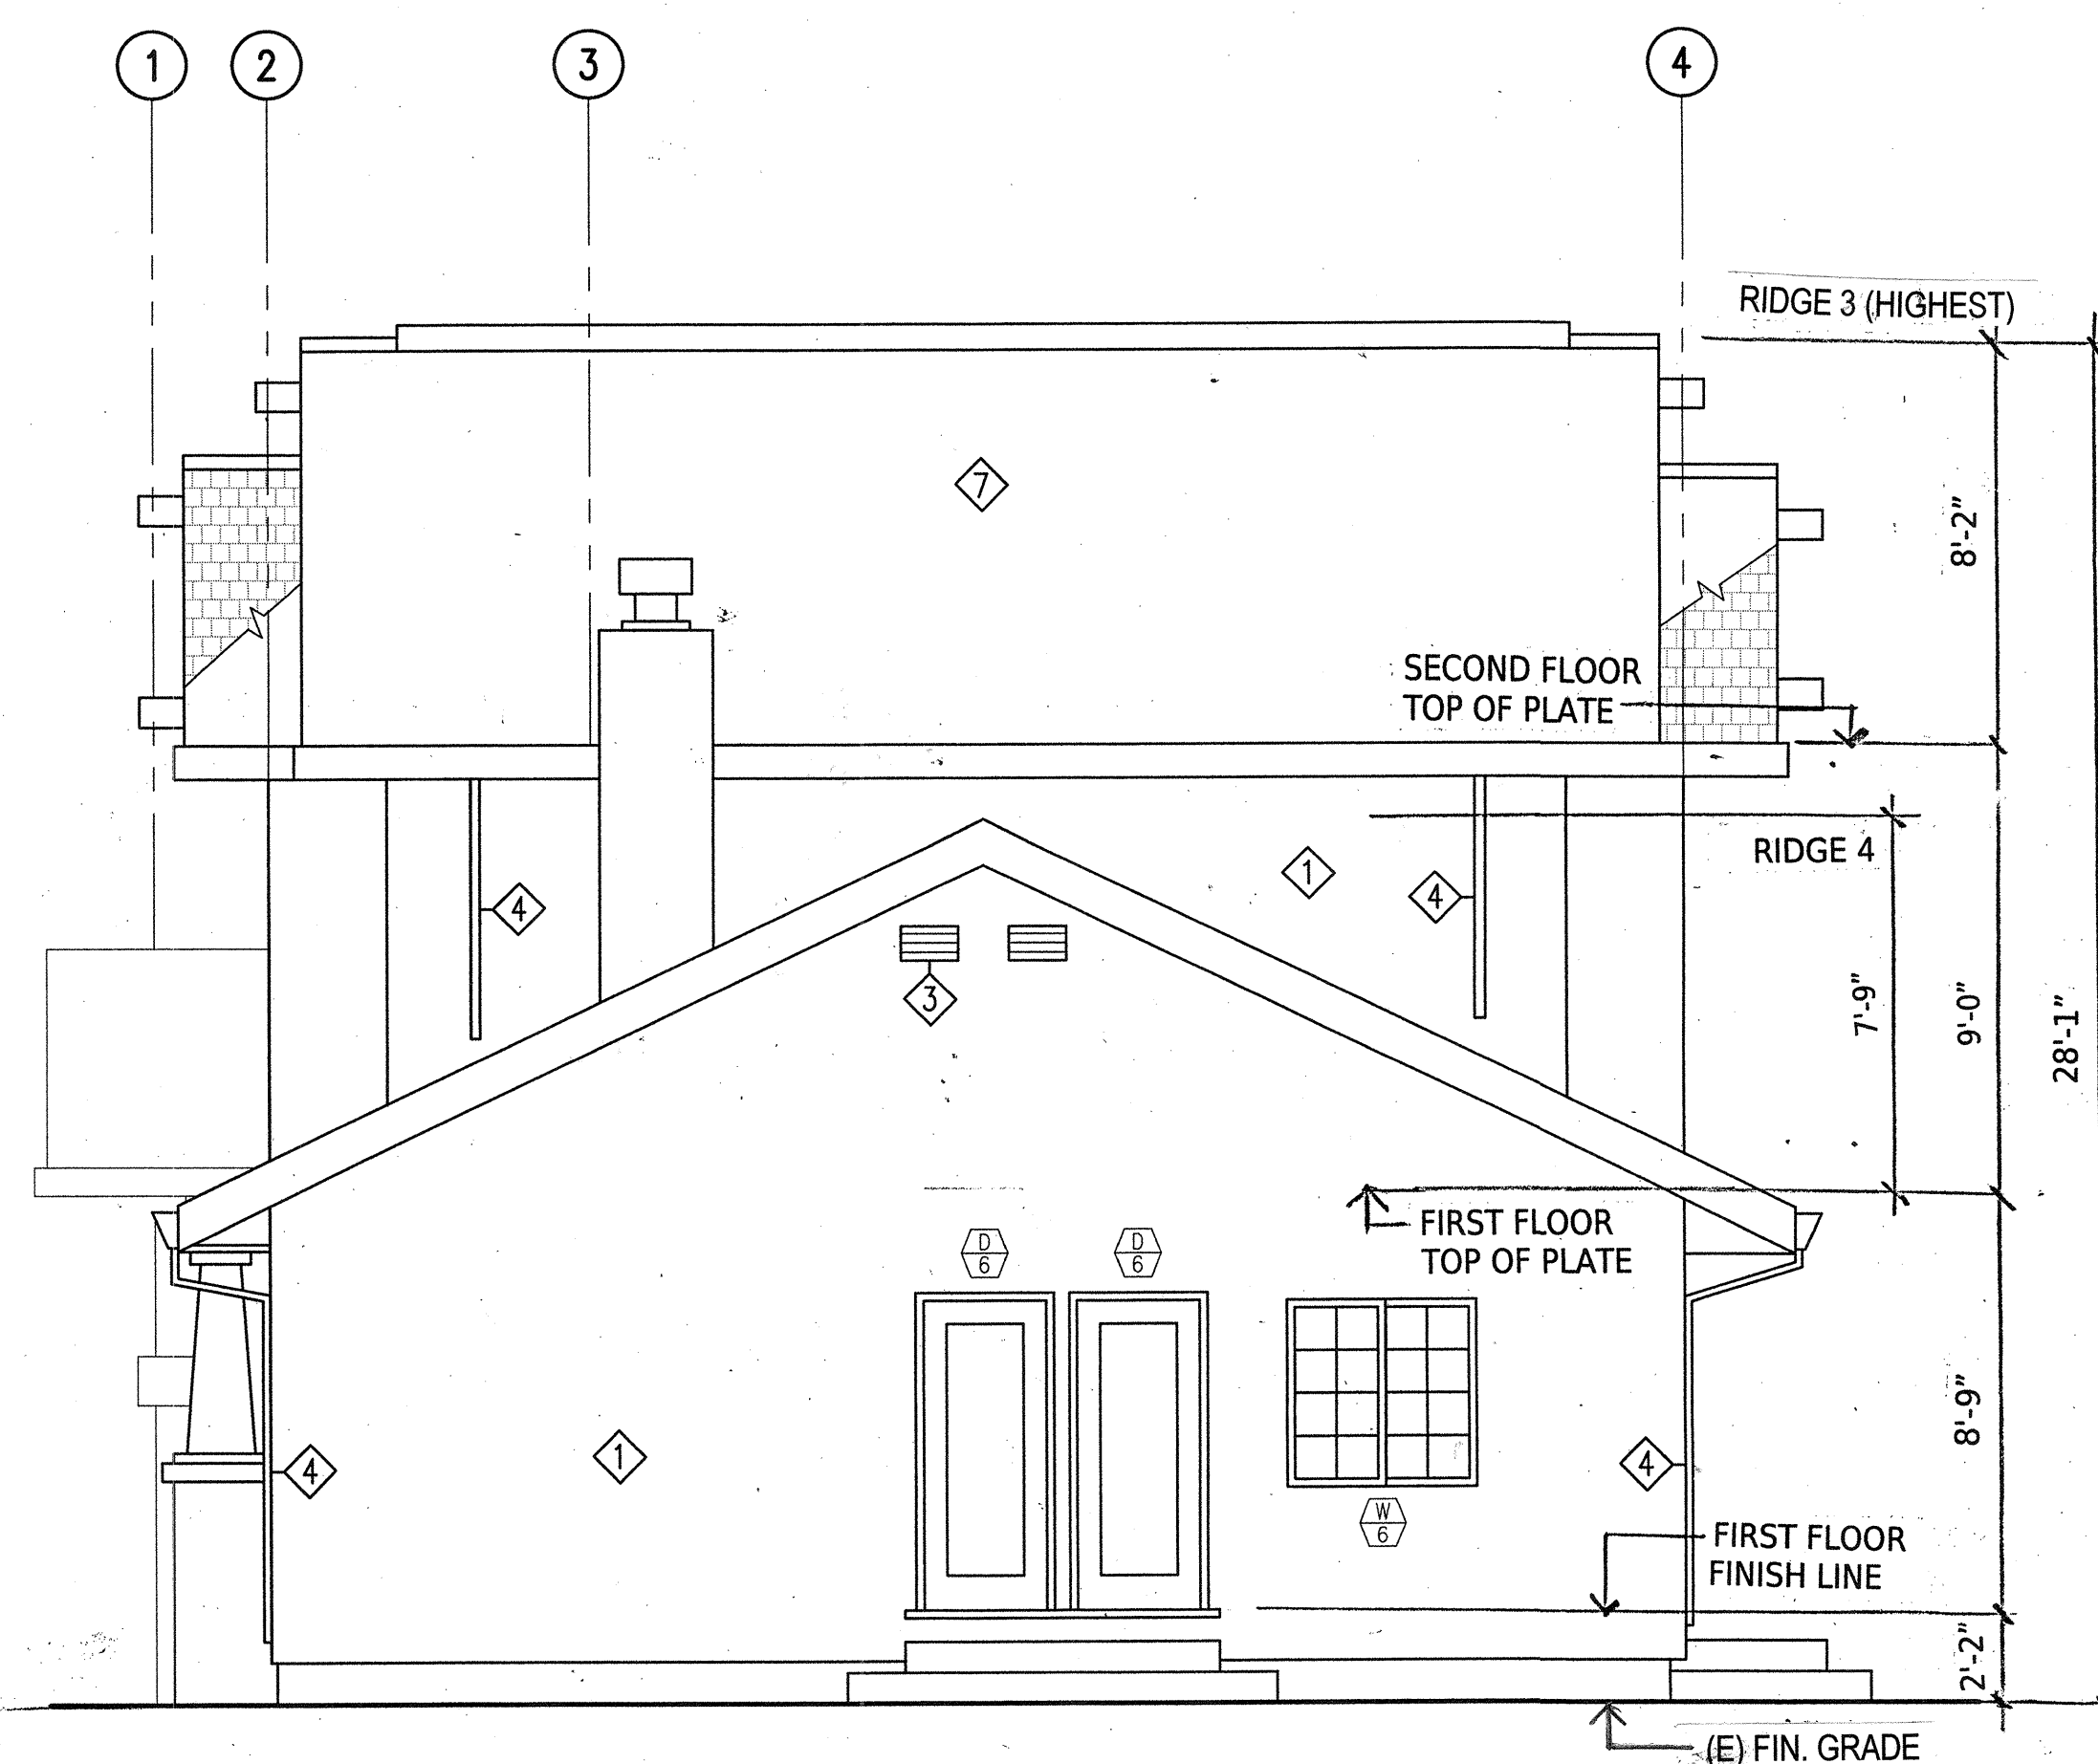 1
2
3
4
RIDGE 3 (HIGHEST)
7
8'-2"
SECOND FLOOR
TOP OF PLATE
RIDGE 4
1
4
4
3
7'-9"
9'-0"
28'-1"
FIRST FLOOR
TOP OF PLATE
D
6
D
6
8'-9"
4
1
4
W
6
FIRST FLOOR
FINISH LINE
2'-2"
(E) FIN. GRADE